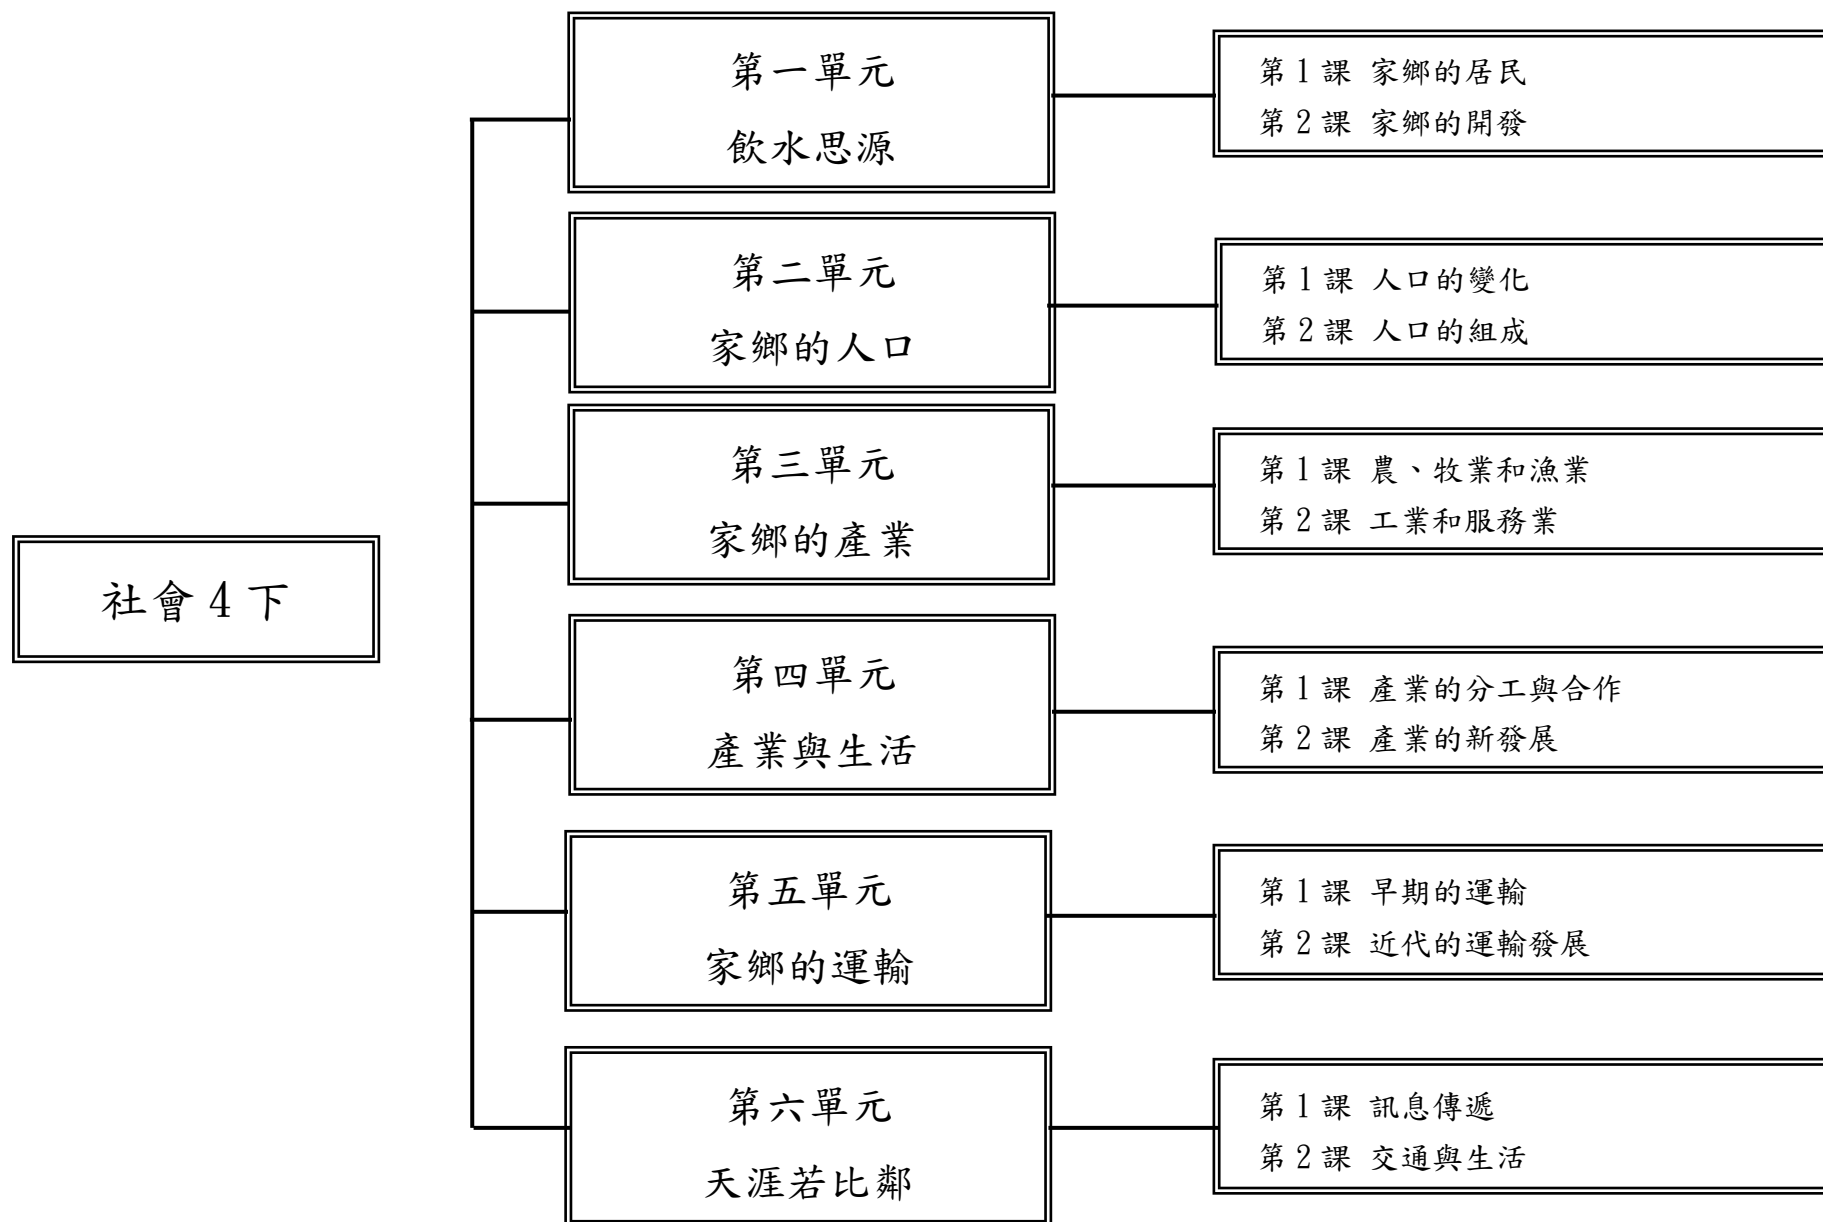 社會 4 下
第一單元
飲水思源
第 1 課 家鄉的居民
第 2 課 家鄉的開發
第二單元
家鄉的人口
第 1 課 人口的變化
第 2 課 人口的組成
第三單元
家鄉的產業
第 1 課 農、牧業和漁業
第 2 課 工業和服務業
第四單元
產業與生活
第 1 課 產業的分工與合作
第 2 課 產業的新發展
第五單元
家鄉的運輸
第 1 課 早期的運輸
第 2 課 近代的運輸發展
第六單元
天涯若比鄰
第 1 課 訊息傳遞
第 2 課 交通與生活